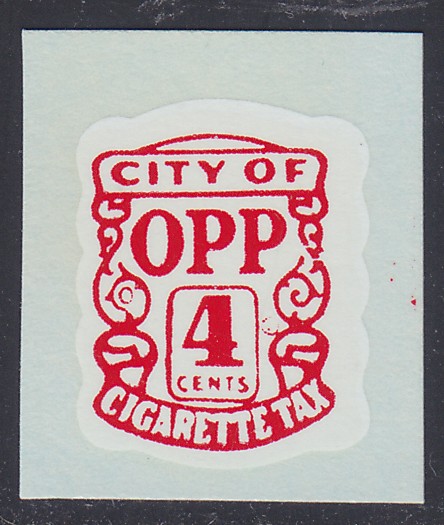 CITY OF
OPP
4
CENTS
CIGARETTE TAX